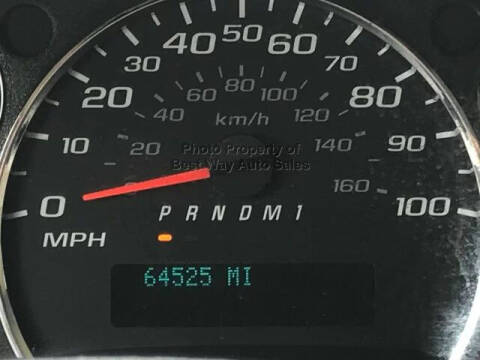 50
40 60
30 70
20 80
10 90
0 100
MPH
80
60 100
40 120
20 140
0 160
km/h
Photo Property of
Best Way Auto Sales
P R N D M 1
64525 MI